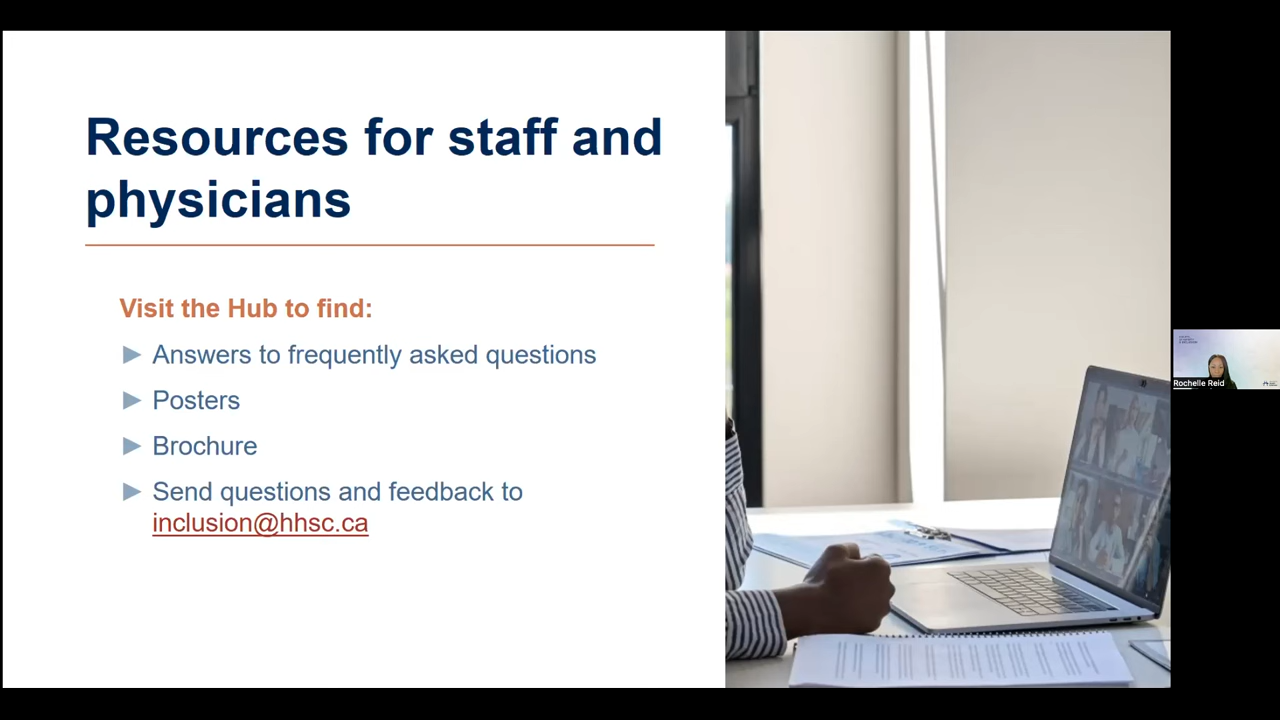 Resources for staff and
physicians
Visit the Hub to find:
Answers to frequently asked questions
Posters
Brochure
Send questions and feedback to
inclusion@hhsc.ca
Rochelle Reid